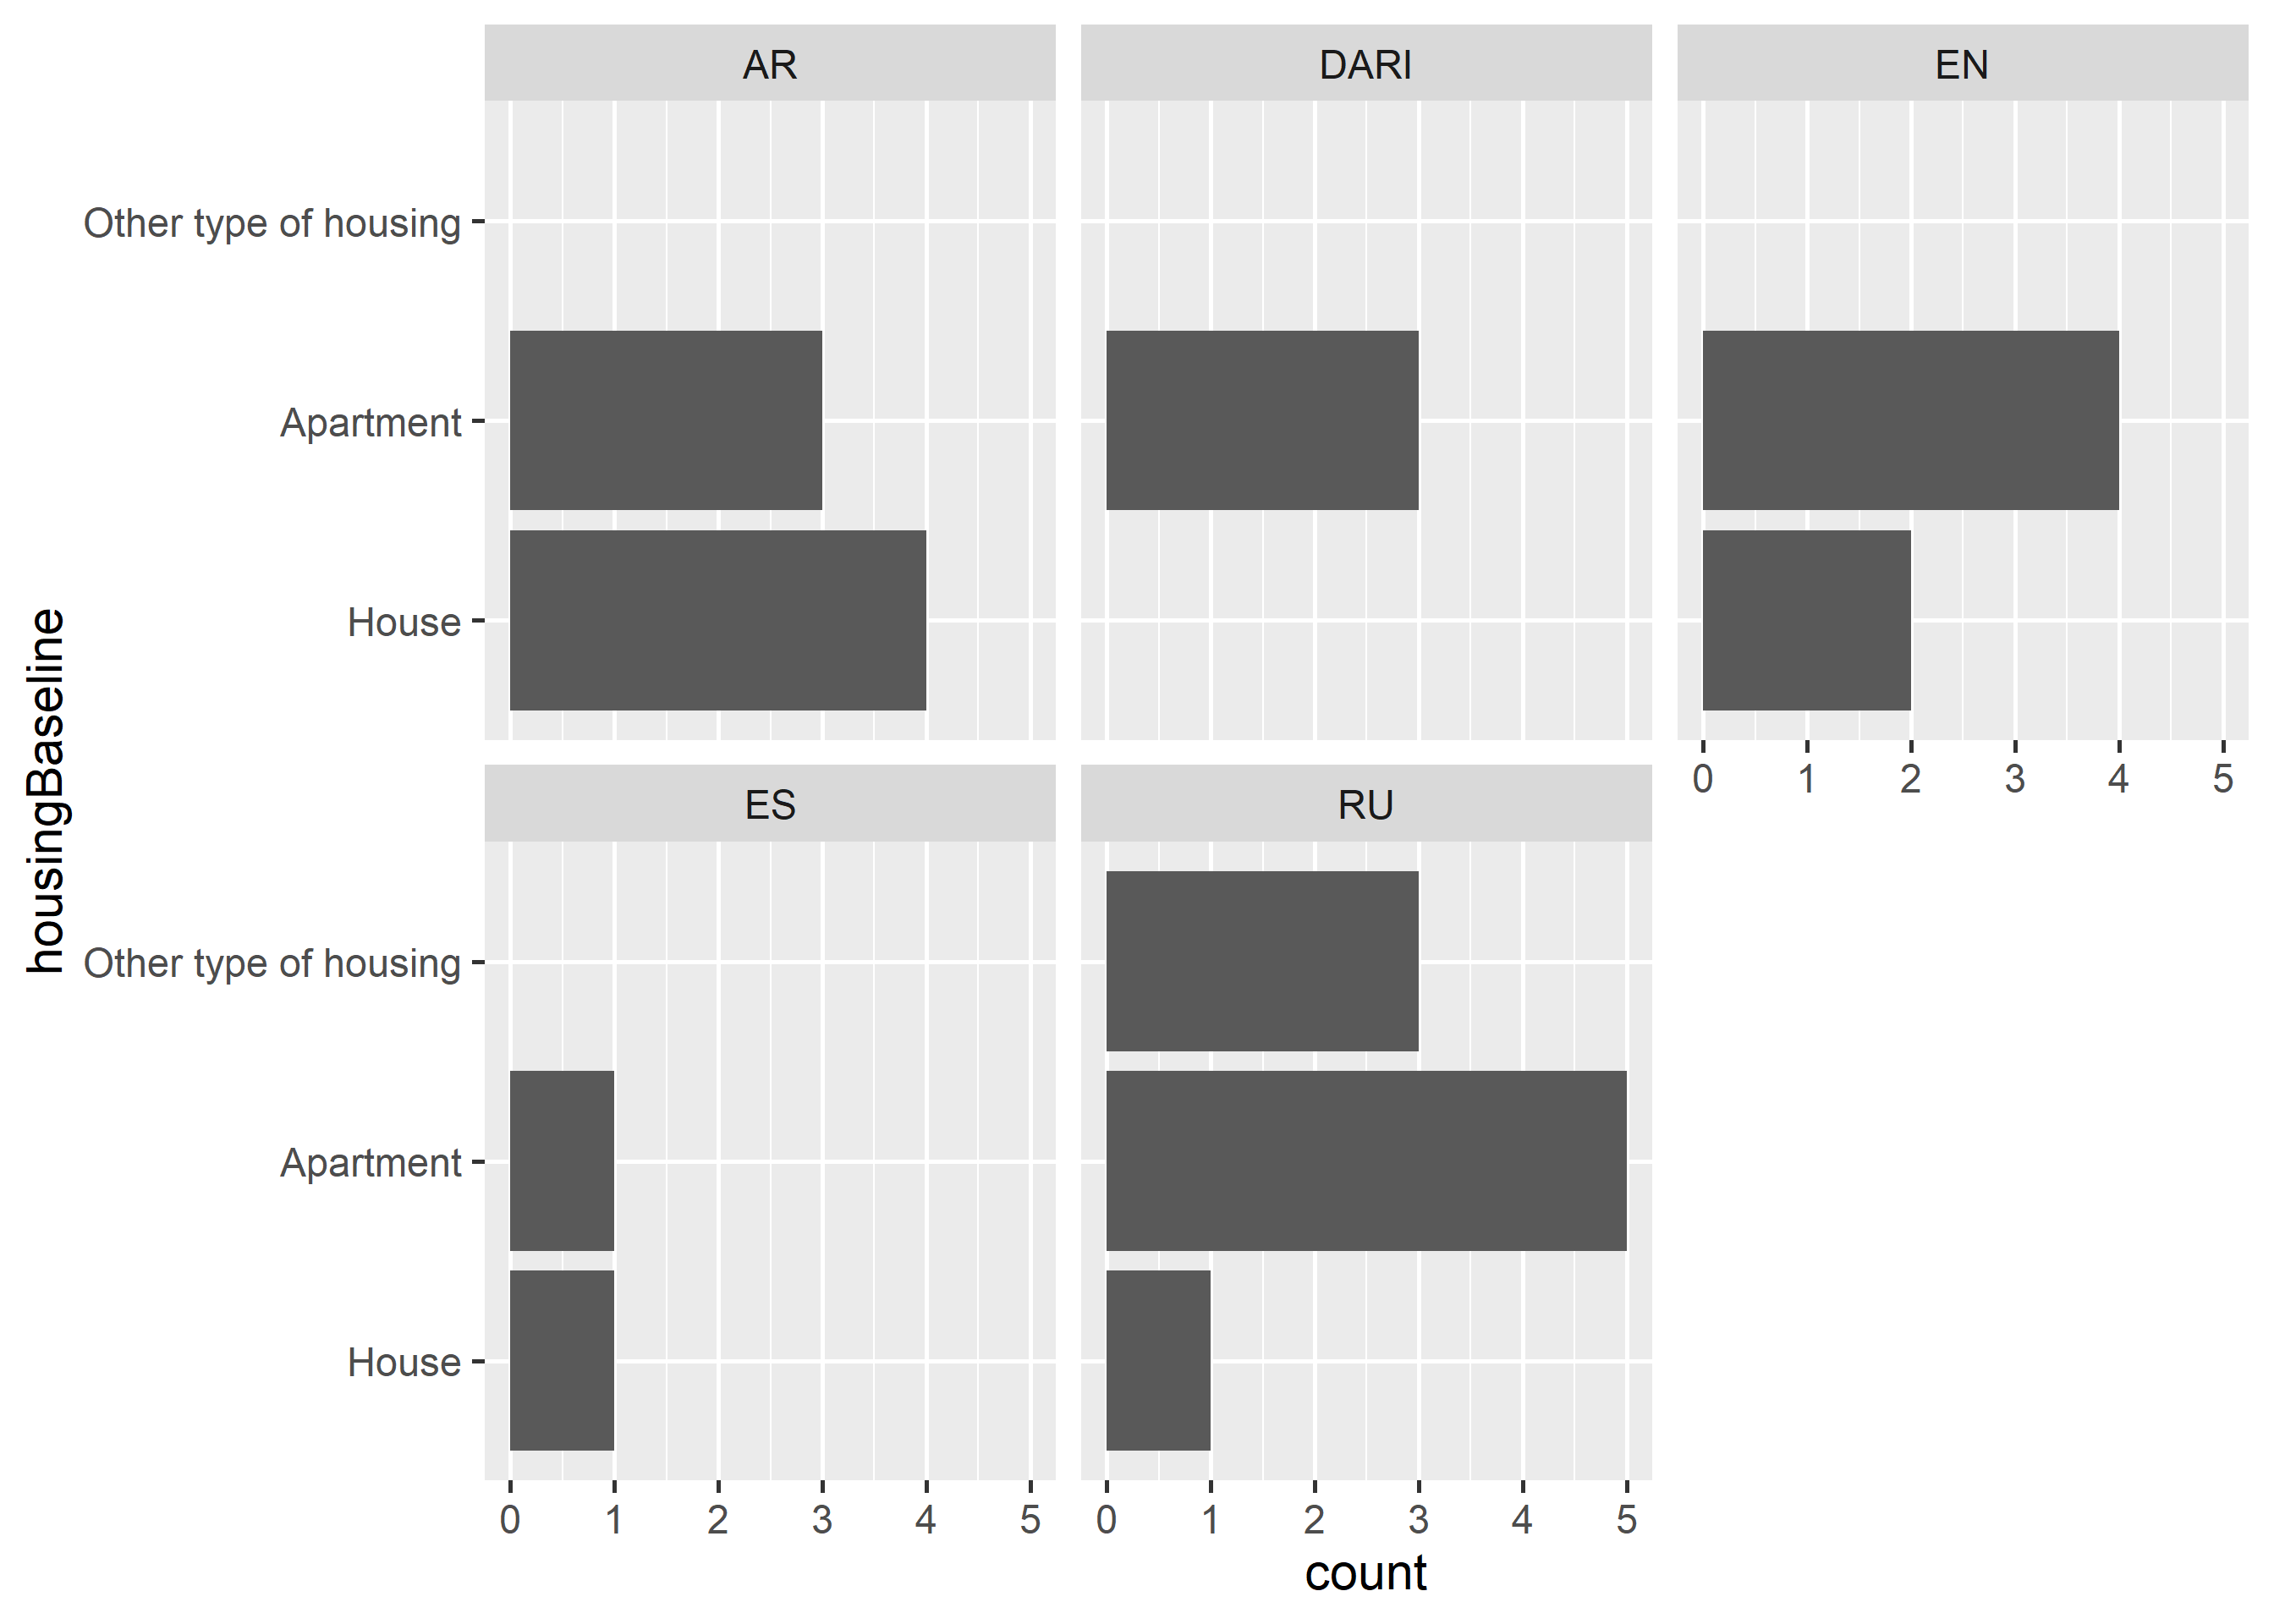 AR
DARI
EN
Other type of housing
Apartment
House
0 1 2 3 4 5
ES
RU
Other type of housing
Apartment
House
0 1 2 3 4 5
0 1 2 3 4 5
count
housingBaseline